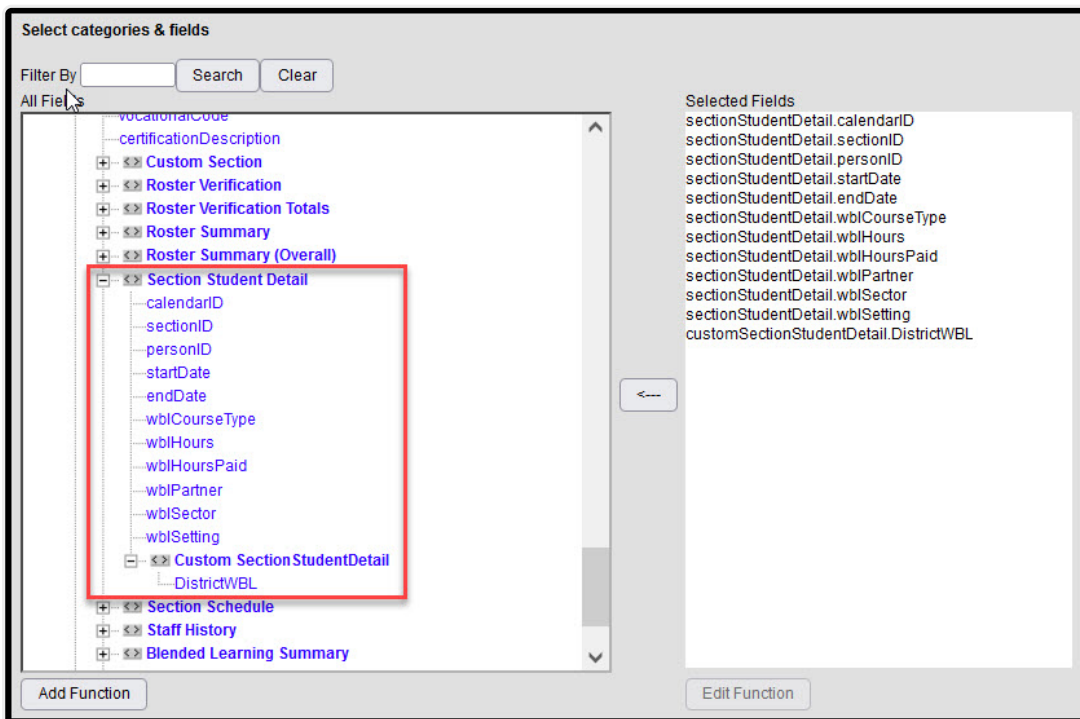 Select categories & fields
Filter By
Search
Clear
All Fields
vocationalCode
certificationDescription
Custom Section
Roster Verification
Roster Verification Totals
Roster Summary
Roster Summary (Overall)
Section Student Detail
calendarID
sectionID
personID
startDate
endDate
wblCourseType
wblHours
wblHoursPaid
wblPartner
wblSector
wblSetting
Custom SectionStudentDetail
DistrictWBL
Section Schedule
Staff History
Blended Learning Summary
Add Function
<---
Selected Fields
sectionStudentDetail.calendarID
sectionStudentDetail.sectionID
sectionStudentDetail.personID
sectionStudentDetail.startDate
sectionStudentDetail.endDate
sectionStudentDetail.wblCourseType
sectionStudentDetail.wblHours
sectionStudentDetail.wblHoursPaid
sectionStudentDetail.wblPartner
sectionStudentDetail.wblSector
sectionStudentDetail.wblSetting
customSectionStudentDetail.DistrictWBL
Edit Function